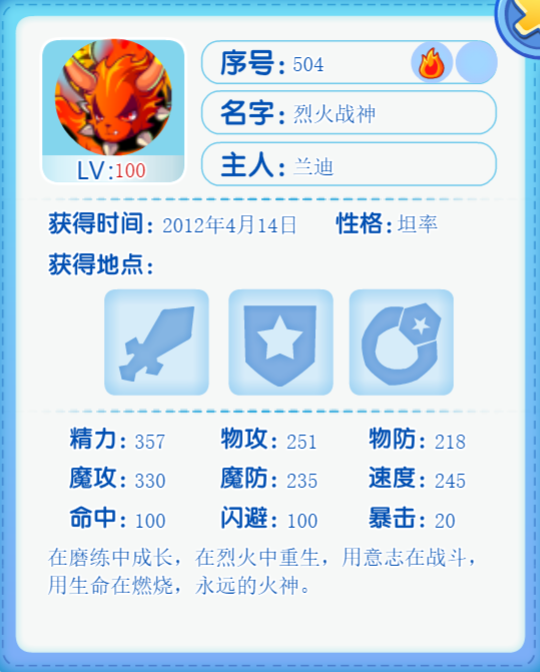 序号: 504
LV:100
名字: 烈火战神
主人: 兰迪
获得时间: 2012年4月14日 性格: 坦率
获得地点:
精力: 357 物攻: 251 物防: 218
魔攻: 330 魔防: 235 速度: 245
命中: 100 闪避: 100 暴击: 20
在磨练中成长，在烈火中重生，用意志在战斗，
用生命在燃烧，永远的火神。